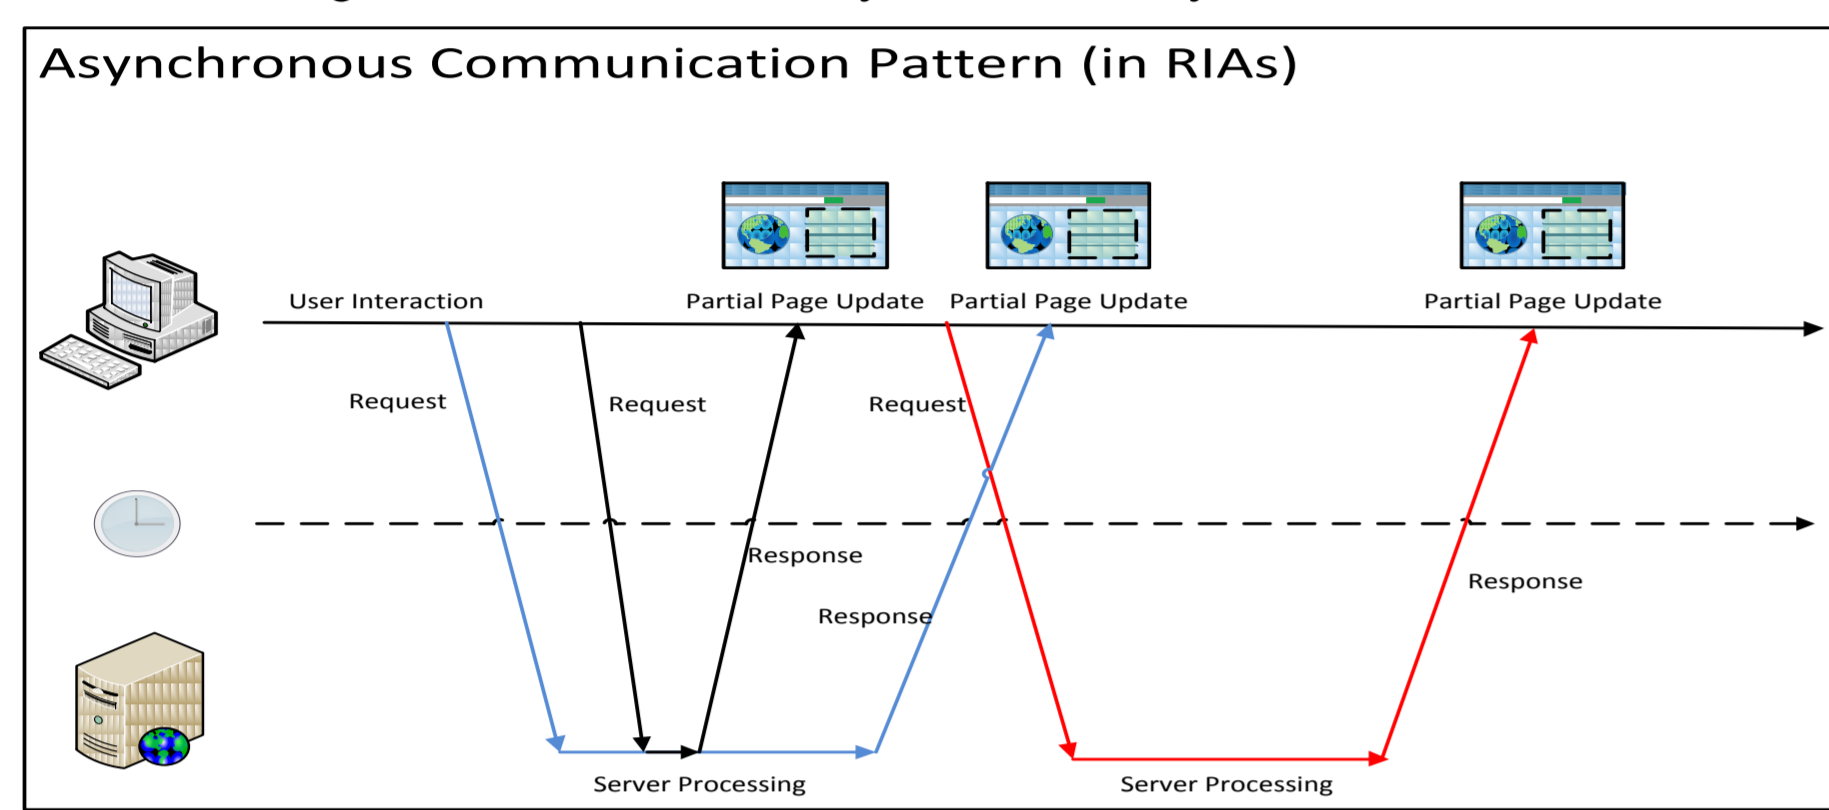 Asynchronous Communication Pattern (in RIAs)
User Interaction
Partial Page Update
Partial Page Update
Partial Page Update
Request
Request
Request
Response
Response
Response
Server Processing
Server Processing